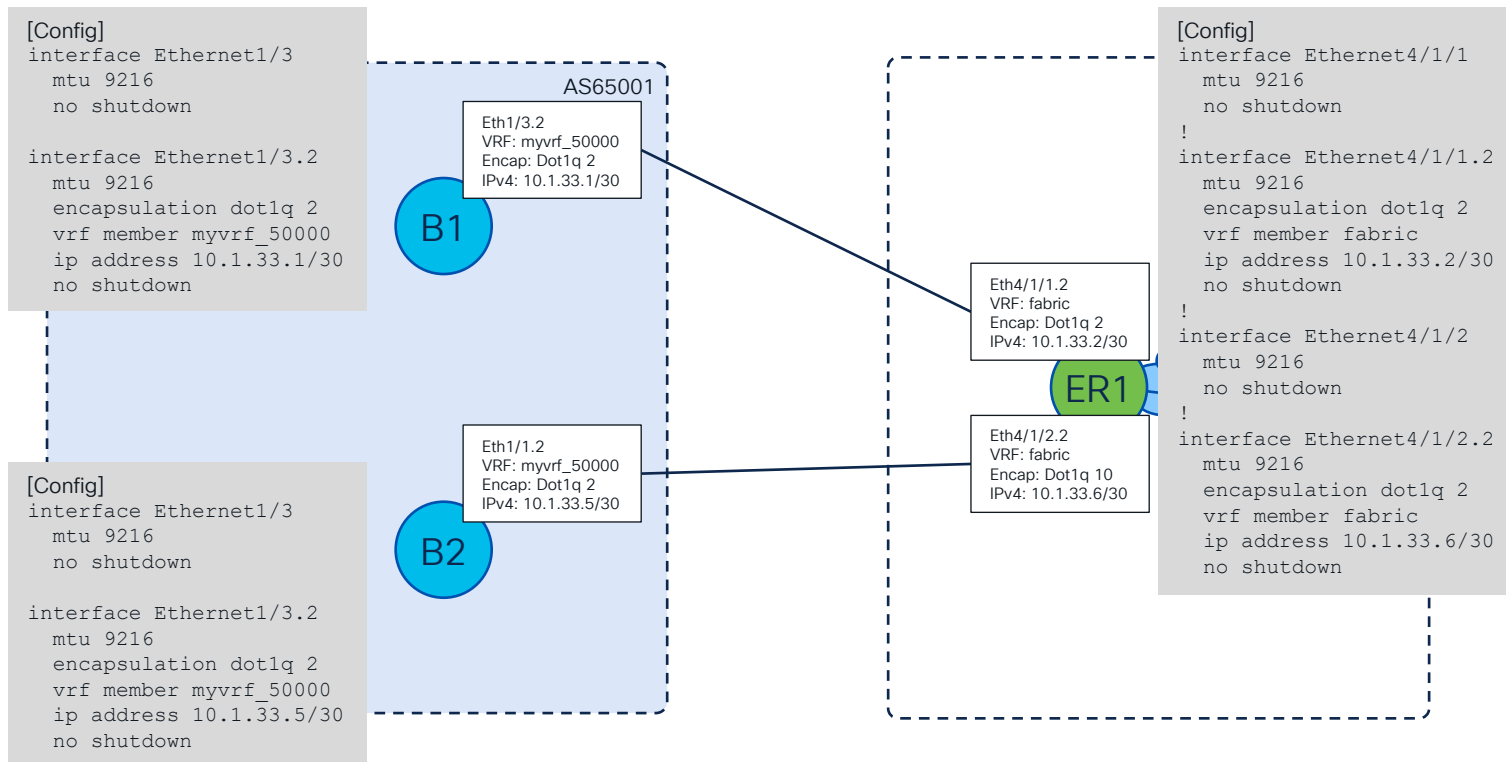 [Config]
interface Ethernet1/3
  mtu 9216
  no shutdown

interface Ethernet1/3.2
  mtu 9216
  encapsulation dot1q 2
  vrf member myvrf_50000
  ip address 10.1.33.1/30
  no shutdown
AS65001
Eth1/3.2
VRF: myvrf_50000
Encap: Dot1q 2
IPv4: 10.1.33.1/30
B1
[Config]
interface Ethernet1/3
  mtu 9216
  no shutdown

interface Ethernet1/3.2
  mtu 9216
  encapsulation dot1q 2
  vrf member myvrf_50000
  ip address 10.1.33.5/30
  no shutdown
Eth1/1.2
VRF: myvrf_50000
Encap: Dot1q 2
IPv4: 10.1.33.5/30
B2
Eth4/1/1.2
VRF: fabric
Encap: Dot1q 2
IPv4: 10.1.33.2/30
ER1
Eth4/1/2.2
VRF: fabric
Encap: Dot1q 10
IPv4: 10.1.33.6/30
[Config]
interface Ethernet4/1/1
  mtu 9216
  no shutdown
!
interface Ethernet4/1/1.2
  mtu 9216
  encapsulation dot1q 2
  vrf member fabric
  ip address 10.1.33.2/30
  no shutdown
!
interface Ethernet4/1/2
  mtu 9216
  no shutdown
!
interface Ethernet4/1/2.2
  mtu 9216
  encapsulation dot1q 2
  vrf member fabric
  ip address 10.1.33.6/30
  no shutdown